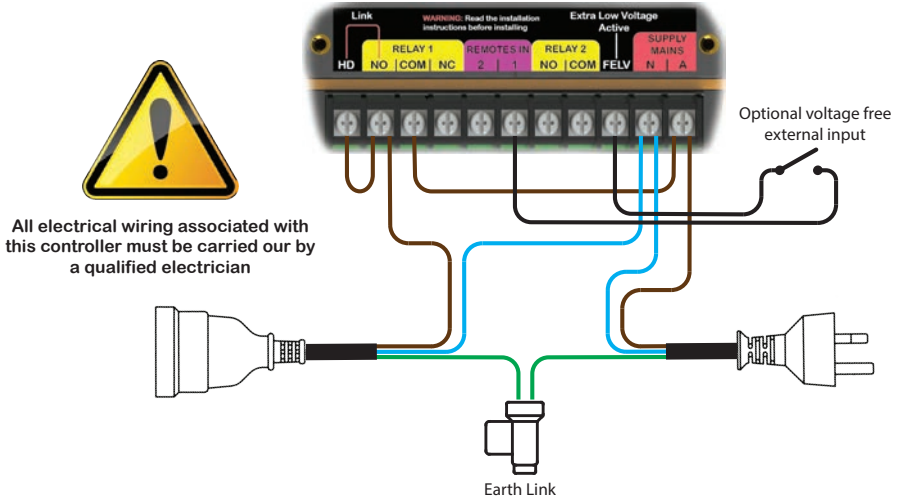 Link
WARNING: Read the installation
instructions before installing
Extra Low Voltage
Active
RELAY 1
REMOTES IN
RELAY 2
SUPPLY
MAINS
HD NO | COM | NC 2 | 1 NO | COM FELV N | A
Optional voltage free
external input
All electrical wiring associated with
this controller must be carried our by
a qualified electrician
Earth Link